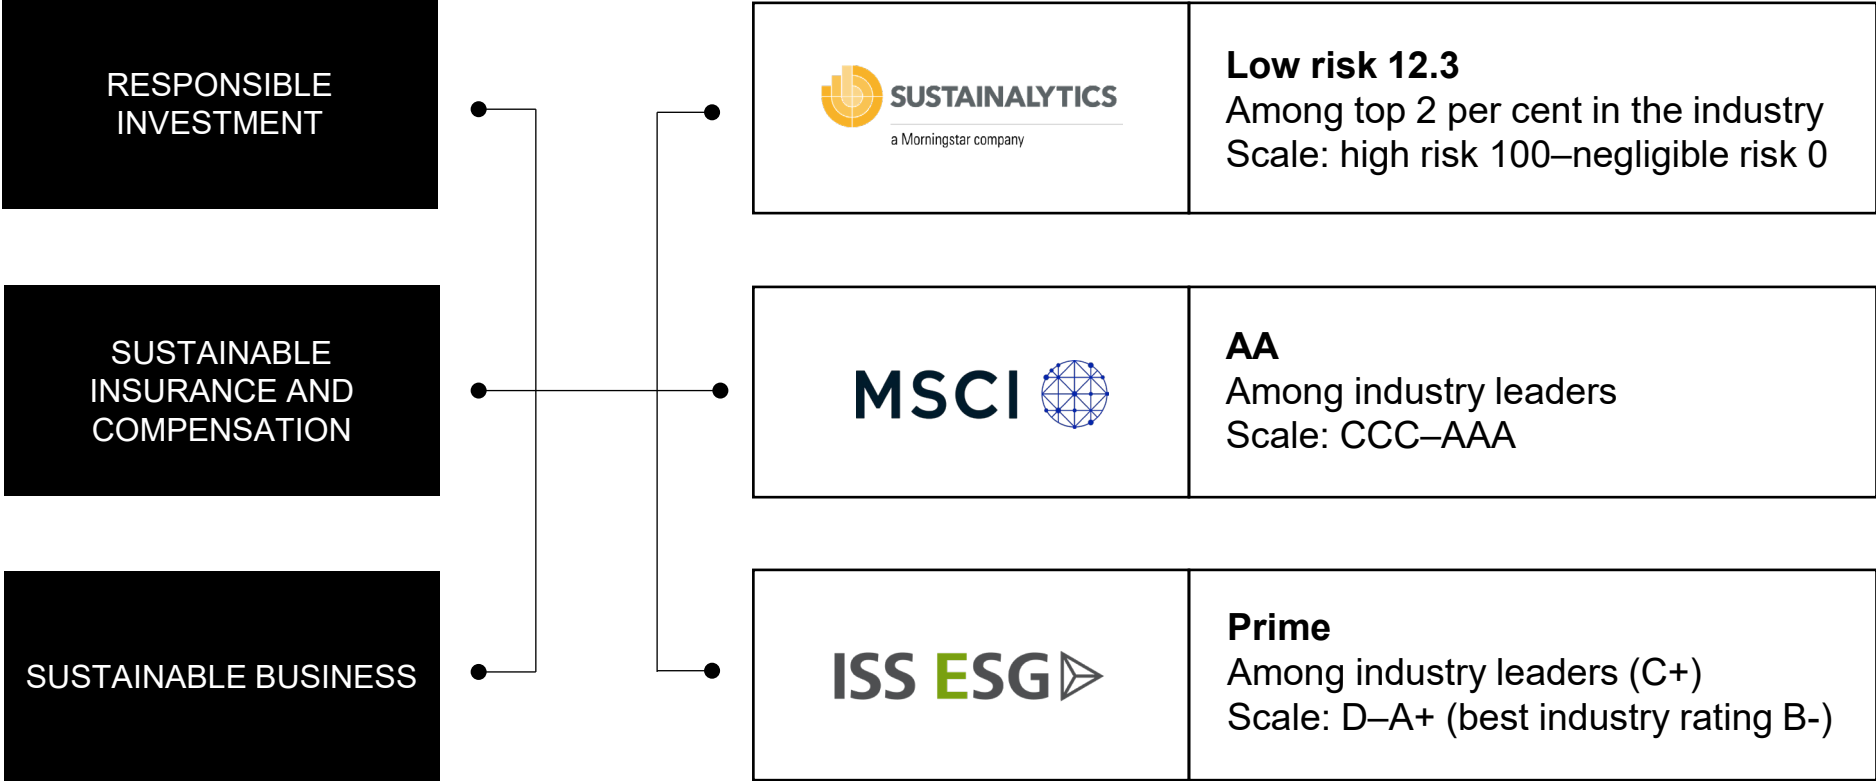 RESPONSIBLE
INVESTMENT
SUSTAINALYTICS
a Morningstar company
Low risk 12.3
Among top 2 per cent in the industry
Scale: high risk 100–negligible risk 0
SUSTAINABLE
INSURANCE AND
COMPENSATION
MSCI
AA
Among industry leaders
Scale: CCC–AAA
SUSTAINABLE BUSINESS
ISS ESG
Prime
Among industry leaders (C+)
Scale: D–A+ (best industry rating B-)